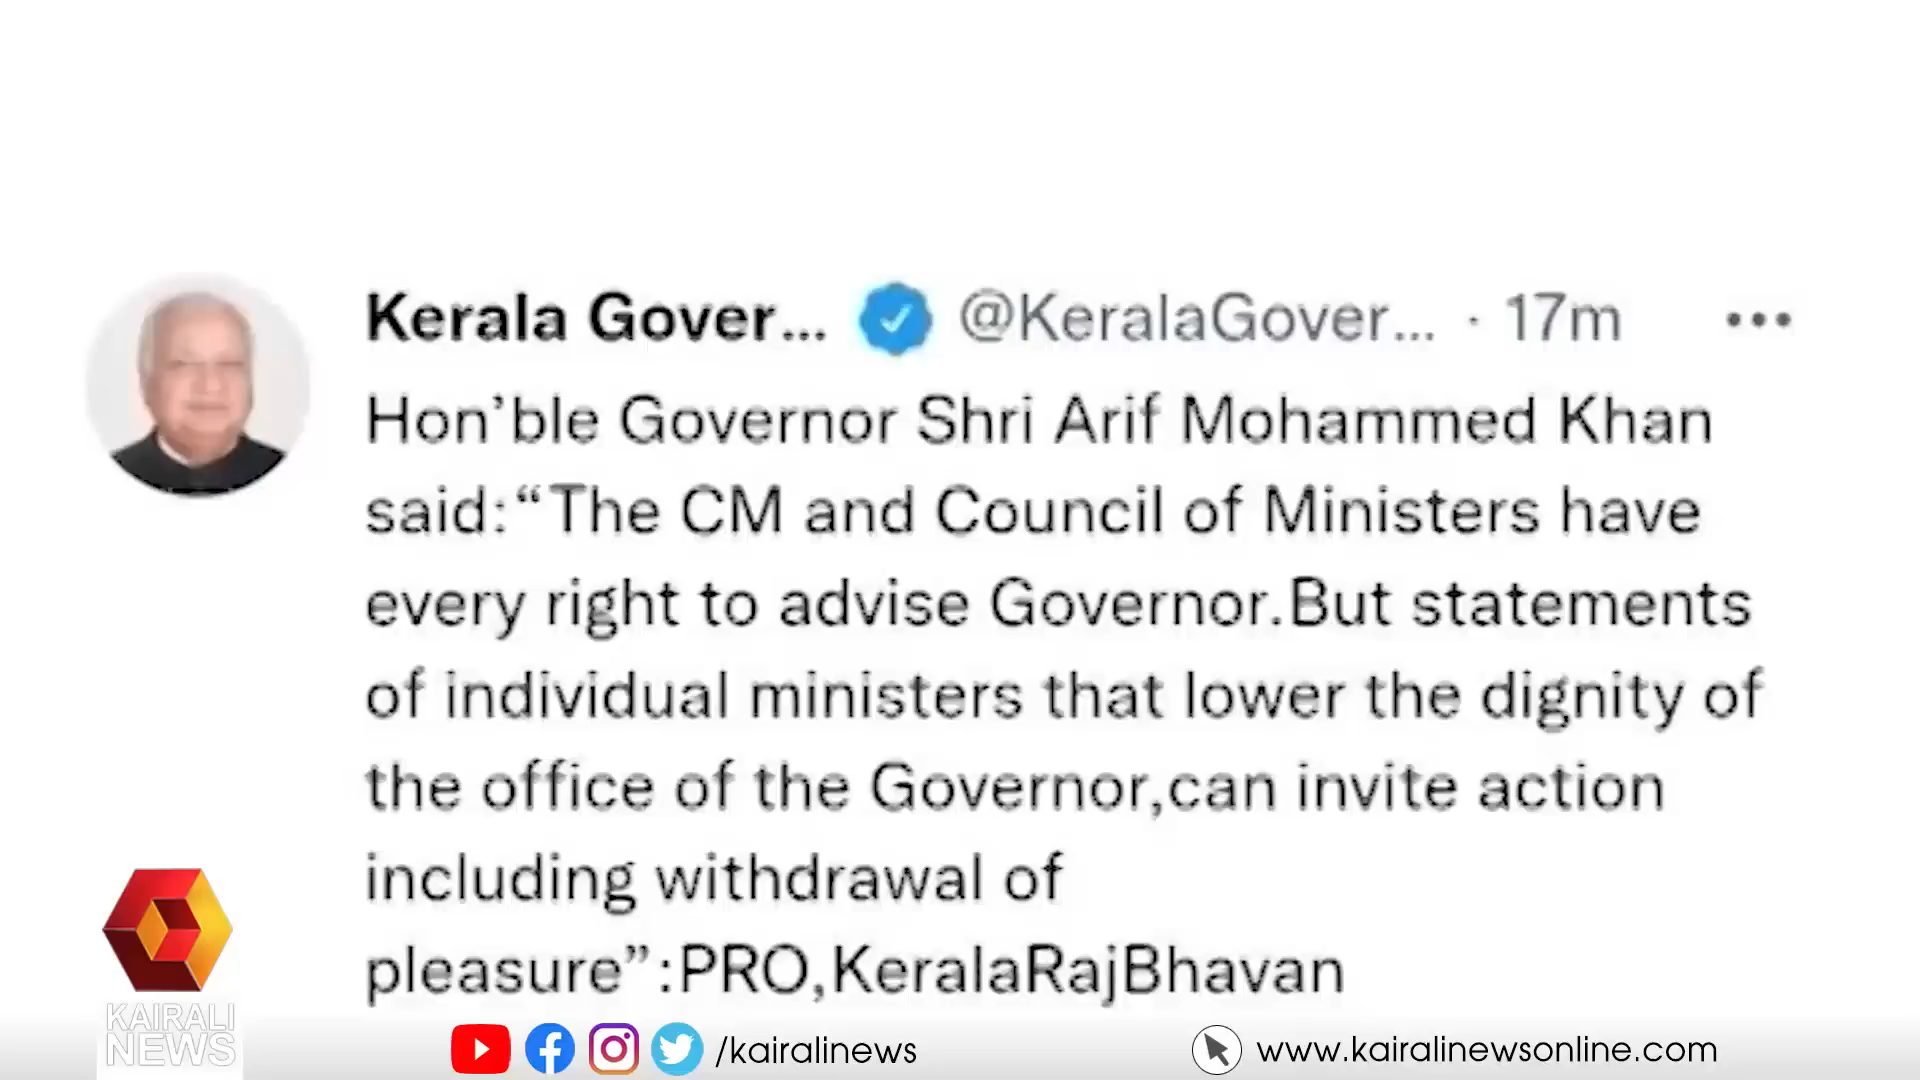 Kerala Gover... @KeralaGover... · 17m
Hon’ble Governor Shri Arif Mohammed Khan
said:“The CM and Council of Ministers have
every right to advise Governor.But statements
of individual ministers that lower the dignity of
the office of the Governor,can invite action
including withdrawal of
pleasure”:PRO,KeralaRajBhavan
KAIRALI
NEWS
/kairalinews
www.kairalinewsonline.com